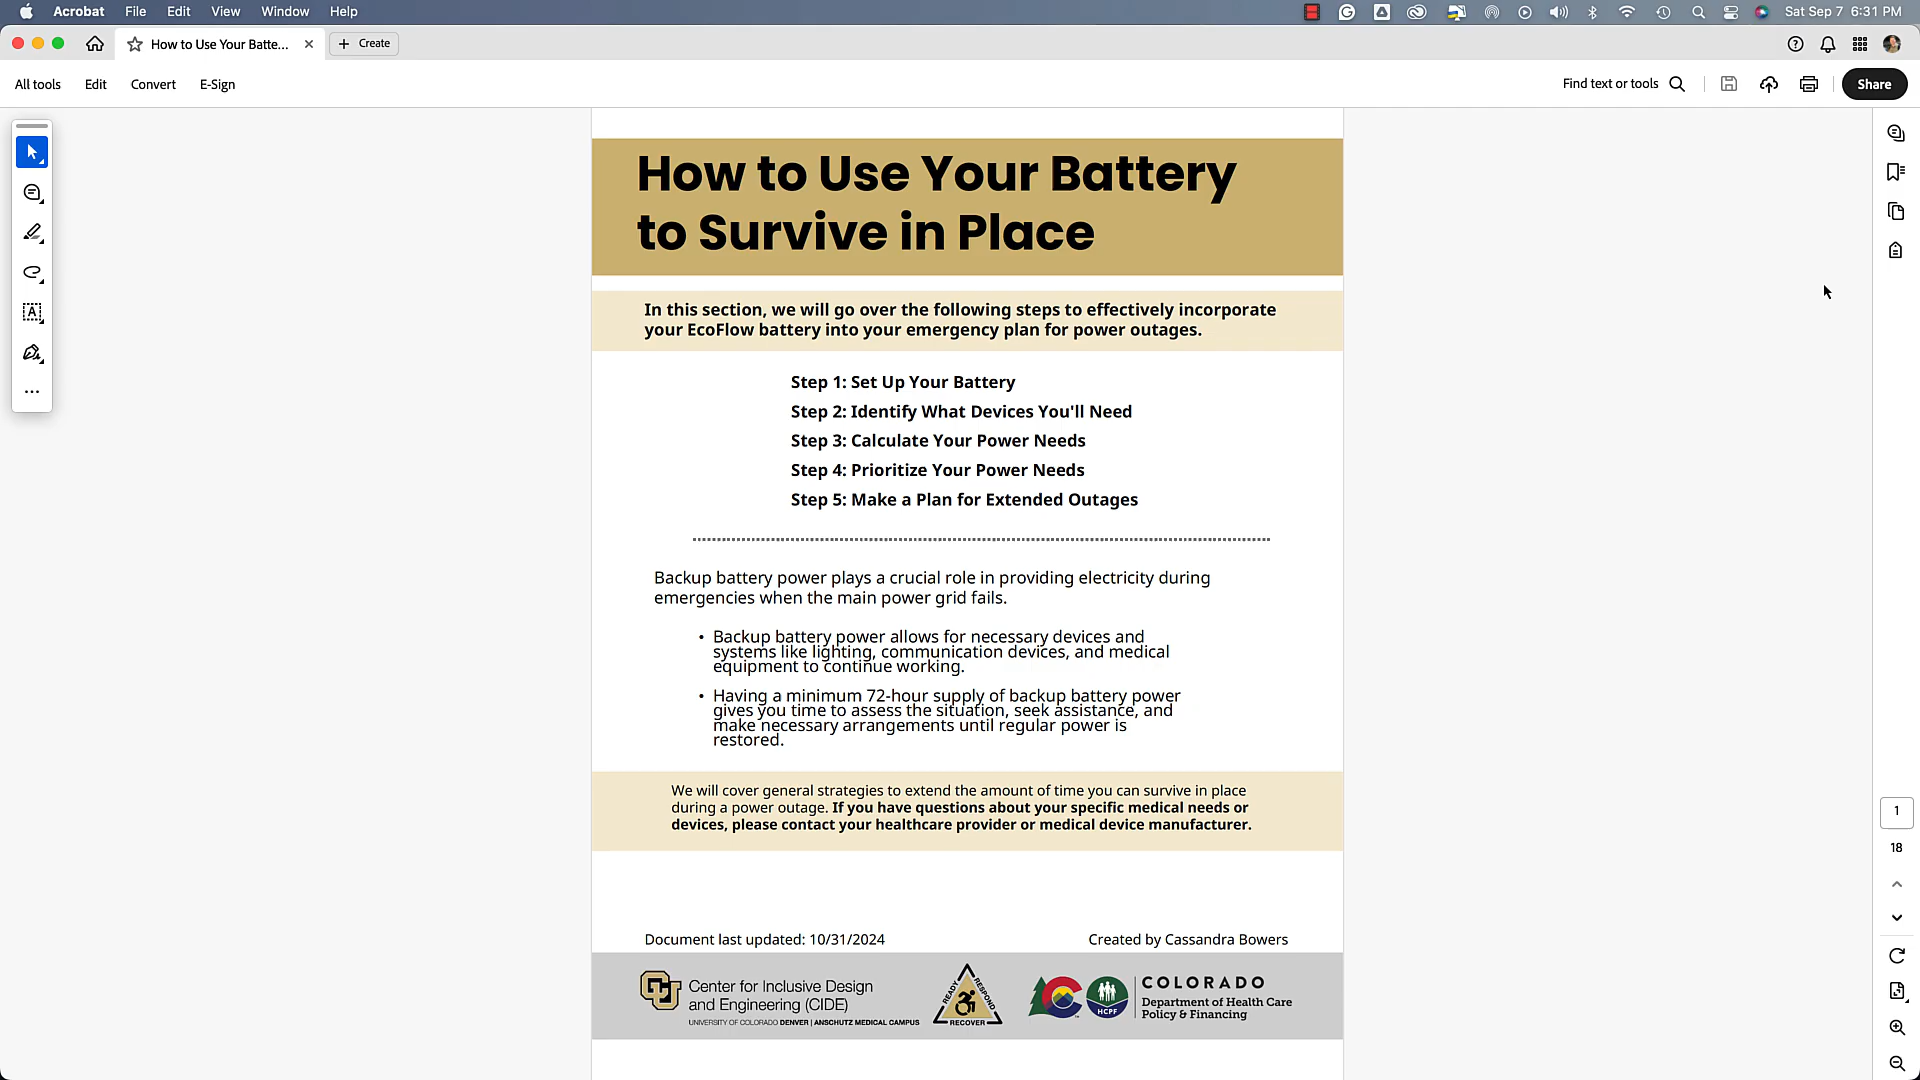 Acrobat File Edit View Window Help
Sat Sep 7 6:31 PM
How to Use Your Batte...
Create
All tools Edit Convert E-Sign
Find text or tools
Share
How to Use Your Battery
to Survive in Place
In this section, we will go over the following steps to effectively incorporate
your EcoFlow battery into your emergency plan for power outages.
Step 1: Set Up Your Battery
Step 2: Identify What Devices You'll Need
Step 3: Calculate Your Power Needs
Step 4: Prioritize Your Power Needs
Step 5: Make a Plan for Extended Outages
Backup battery power plays a crucial role in providing electricity during
emergencies when the main power grid fails.
• Backup battery power allows for necessary devices and
systems like lighting, communication devices, and medical
equipment to continue working.
• Having a minimum 72-hour supply of backup battery power
gives you time to assess the situation, seek assistance, and
make necessary arrangements until regular power is
restored.
We will cover general strategies to extend the amount of time you can survive in place
during a power outage. If you have questions about your specific medical needs or
devices, please contact your healthcare provider or medical device manufacturer.
1
18
Document last updated: 10/31/2024
Created by Cassandra Bowers
Center for Inclusive Design
and Engineering (CIDE)
UNIVERSITY OF COLORADO DENVER | ANSCHUTZ MEDICAL CAMPUS
READY RESPOND
RECOVER
HCPF
COLORADO
Department of Health Care
Policy & Financing